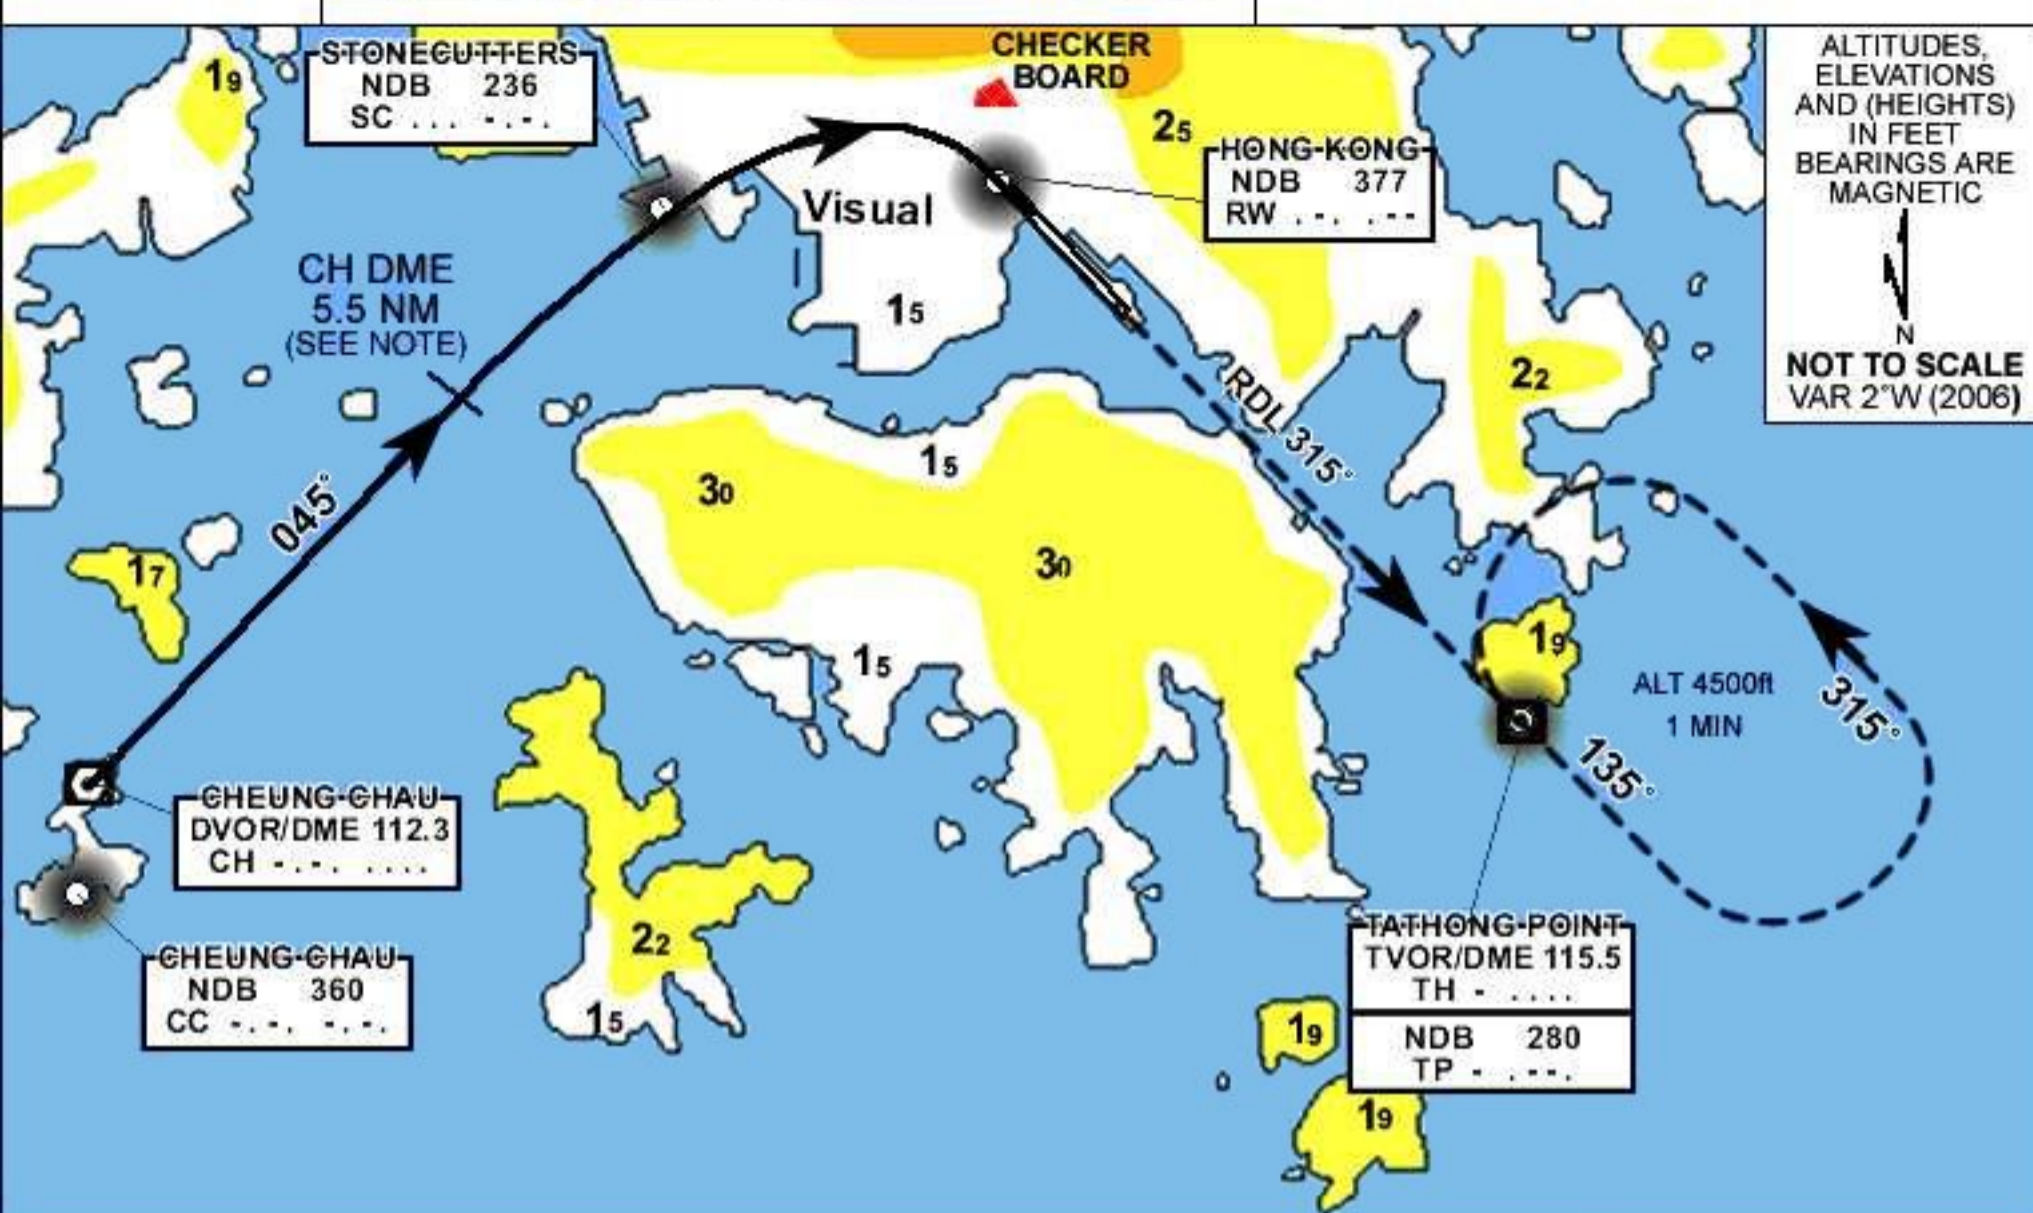 19
STONECUTTERS
NDB 236
SC ... -.-.
CHECKER
BOARD
ALTITUDES,
ELEVATIONS
AND (HEIGHTS)
IN FEET
BEARINGS ARE
MAGNETIC
N
NOT TO SCALE
VAR 2°W (2006)
25
HONG KONG
NDB 377
RW .-. .--
Visual
CH DME
5.5 NM
(SEE NOTE)
15
22
RDL 315°
15
30
045°
30
17
19
15
ALT 4500ft
1 MIN
315°
135°
CHEUNG CHAU
DVOR/DME 112.3
CH -.-. ....
CHEUNG CHAU
NDB 360
CC -.-. -.-.
22
15
TATHONG POINT
TVOR/DME 115.5
TH - ....
NDB 280
TP - .--.
19
19